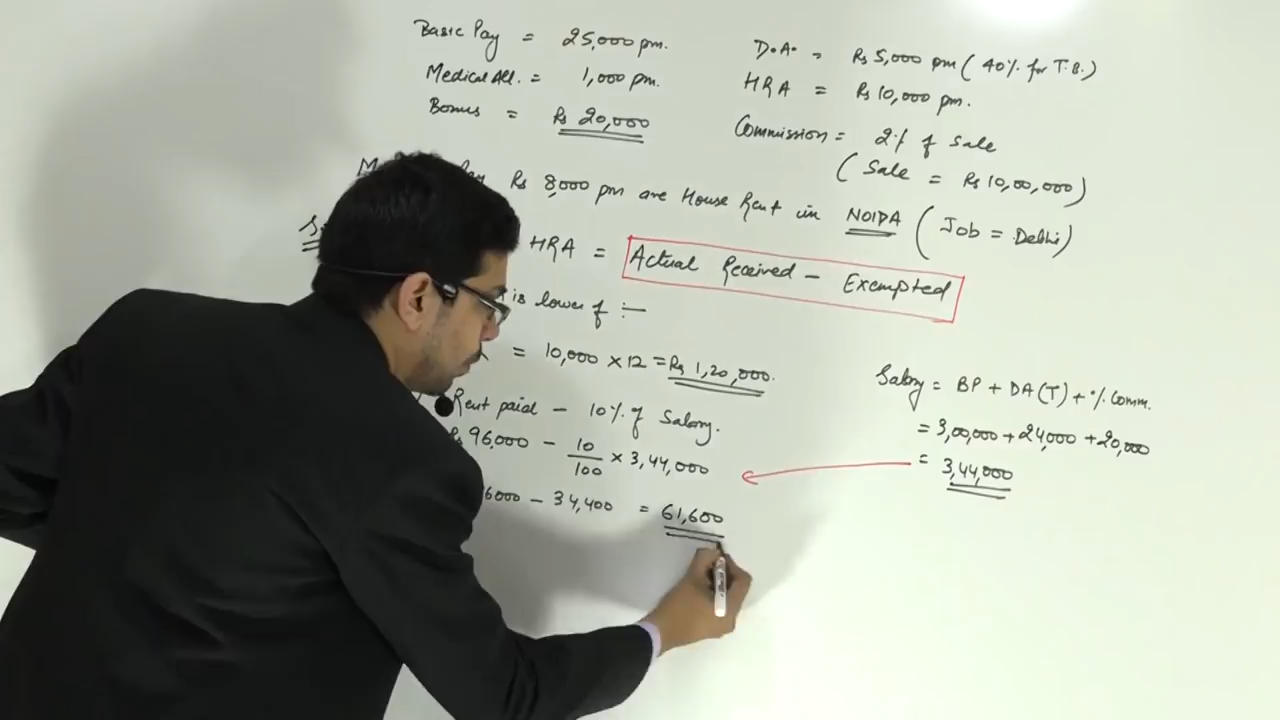 Basic Pay = 25,000 pm.
Medical All. = 1,000 pm.
Bonus = Rs 20,000
D.A. = Rs 5,000 pm (40% for T.B.)
HRA = Rs 10,000 pm.
Commission = 2% of Sale
(Sale = Rs 10,00,000)
Rs 8,000 pm are House Rent in NOIDA (Job = Delhi)
HRA = Actual Received - Exempted
is lower of :-
= 10,000 × 12 = Rs 1,20,000.
Rent paid - 10% of Salary.
Rs 96,000 - 10/100 × 3,44,000
6000 - 34,400 = 61,600
Salary = BP + DA(T) + % Comm.
= 3,00,000 + 24,000 + 20,000
= 3,44,000